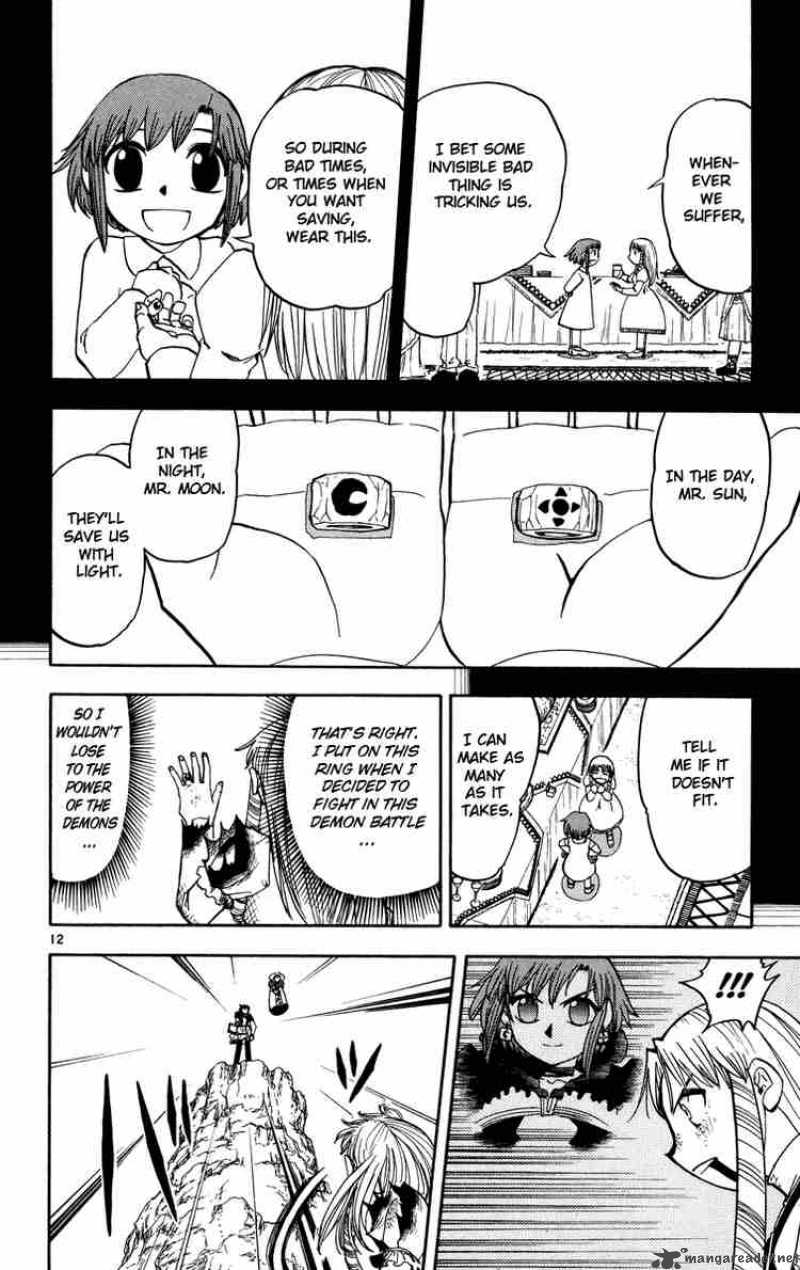 WHEN-
EVER
WE
SUFFER,
I BET SOME
INVISIBLE BAD
THING IS
TRICKING US.
SO DURING
BAD TIMES,
OR TIMES WHEN
YOU WANT
SAVING,
WEAR THIS.
IN THE DAY,
MR. SUN,
IN THE
NIGHT,
MR. MOON.
THEY'LL
SAVE US
WITH
LIGHT.
TELL
ME IF IT
DOESN'T
FIT.
I CAN
MAKE AS
MANY
AS IT
TAKES.
THAT'S RIGHT.
I PUT ON THIS
RING WHEN I
DECIDED TO
FIGHT IN THIS
DEMON BATTLE
...
SO I
WOULDN'T
LOSE
TO THE
POWER
OF THE
DEMONS
...
12
!!!
mangareader.net